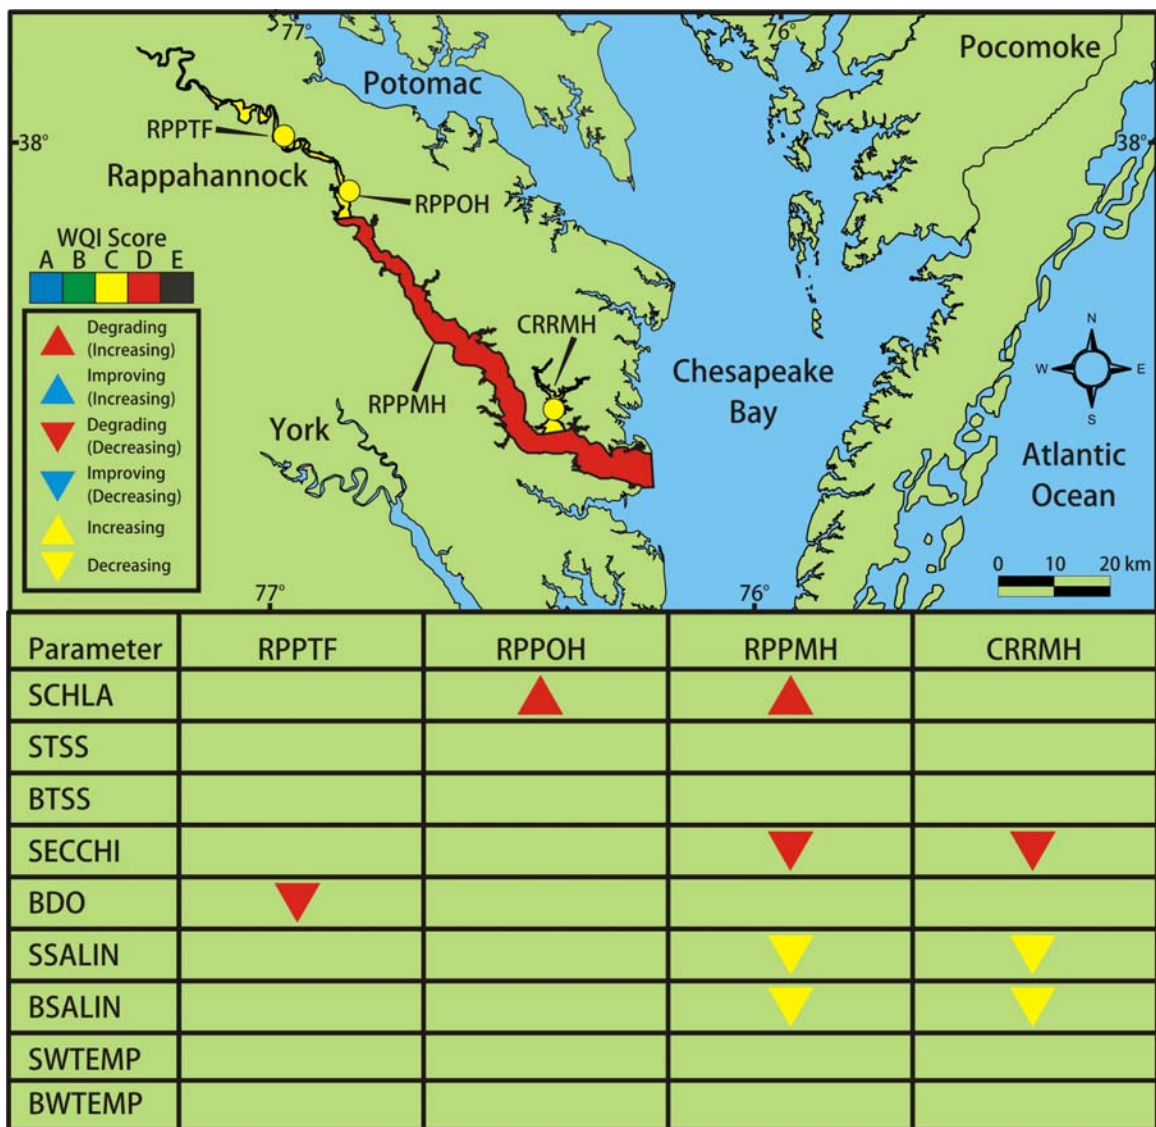 77°
76°
Pocomoke
Potomac
RPPTF
38°
38°
Rappahannock
RPPOH
WQI Score
A B C D E
Degrading
(Increasing)
Improving
(Increasing)
Degrading
(Decreasing)
Improving
(Decreasing)
Increasing
Decreasing
CRRMH
RPPMH
Chesapeake
Bay
N
W E
S
York
Atlantic
Ocean
0 10 20 km
77°
76°
Parameter RPPTF RPPOH RPPMH CRRMH
SCHLA
STSS
BTSS
SECCHI
BDO
SSALIN
BSALIN
SWTEMP
BWTEMP